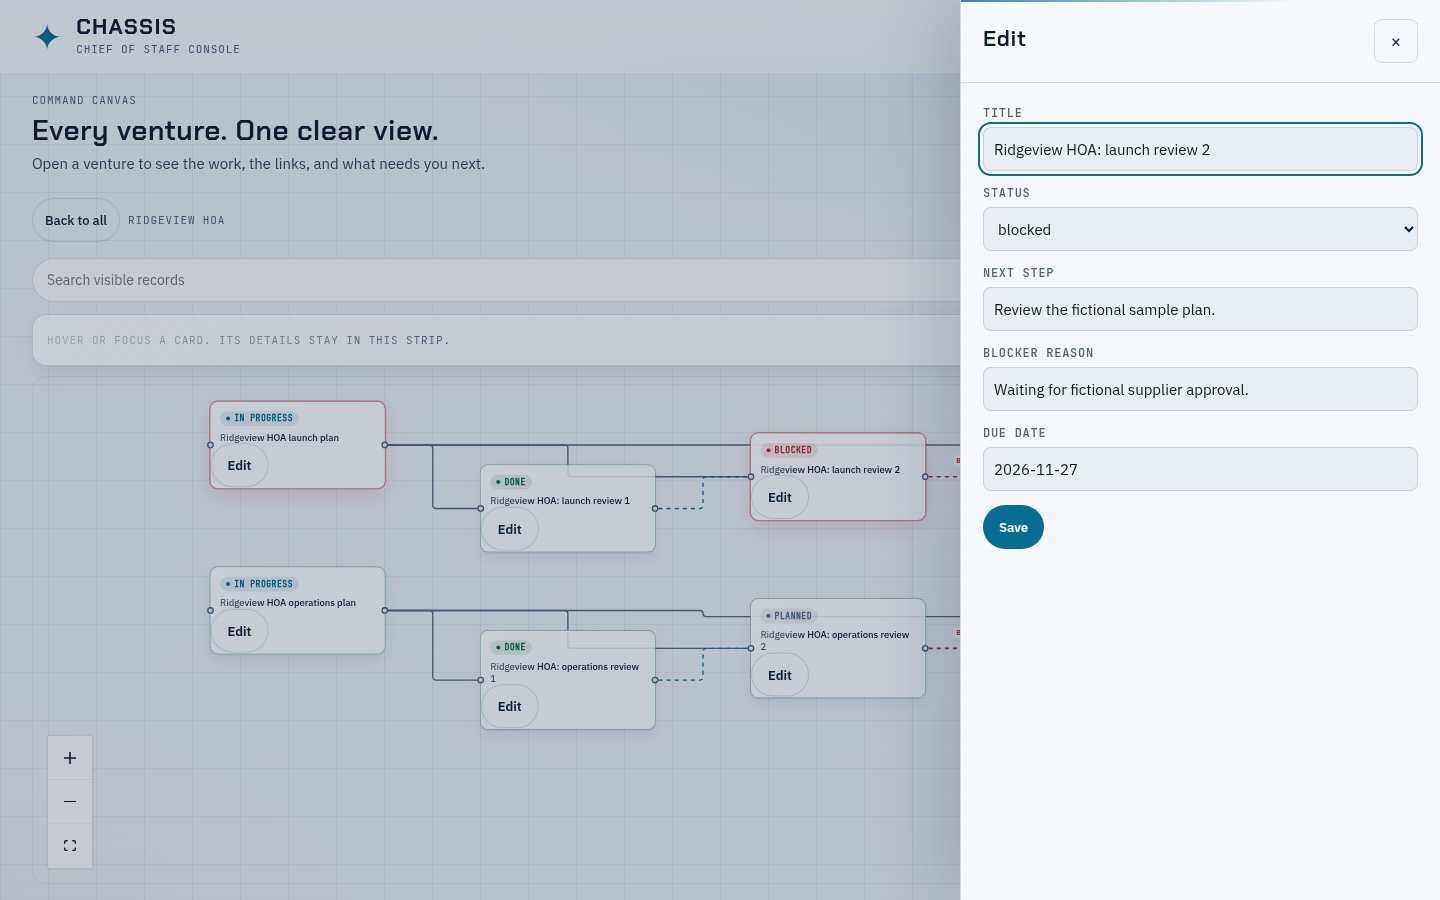 CHASSIS
CHIEF OF STAFF CONSOLE
COMMAND CANVAS
Every venture. One clear view.
Open a venture to see the work, the links, and what needs you next.
Back to all
RIDGEVIEW HOA
Search visible records
HOVER OR FOCUS A CARD. ITS DETAILS STAY IN THIS STRIP.
IN PROGRESS
Ridgeview HOA launch plan
Edit
DONE
Ridgeview HOA: launch review 1
Edit
BLOCKED
Ridgeview HOA: launch review 2
Edit
IN PROGRESS
Ridgeview HOA operations plan
Edit
DONE
Ridgeview HOA: operations review
1
Edit
PLANNED
Ridgeview HOA: operations review
2
Edit
Edit
×
TITLE
Ridgeview HOA: launch review 2
STATUS
blocked
NEXT STEP
Review the fictional sample plan.
BLOCKER REASON
Waiting for fictional supplier approval.
DUE DATE
2026-11-27
Save